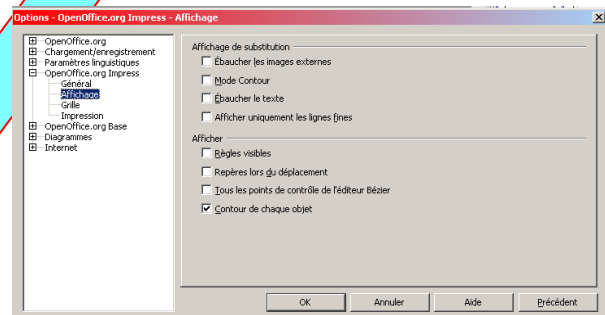 Options - OpenOffice.org Impress - Affichage
OpenOffice.org
Chargement/enregistrement
Paramètres linguistiques
OpenOffice.org Impress
Général
Affichage
Grille
Impression
OpenOffice.org Base
Diagrammes
Internet
Affichage de substitution
Ébaucher les images externes
Mode Contour
Ébaucher le texte
Afficher uniquement les lignes fines
Afficher
Règles visibles
Repères lors du déplacement
Tous les points de contrôle de l'éditeur Bézier
Contour de chaque objet
OK
Annuler
Aide
Précédent